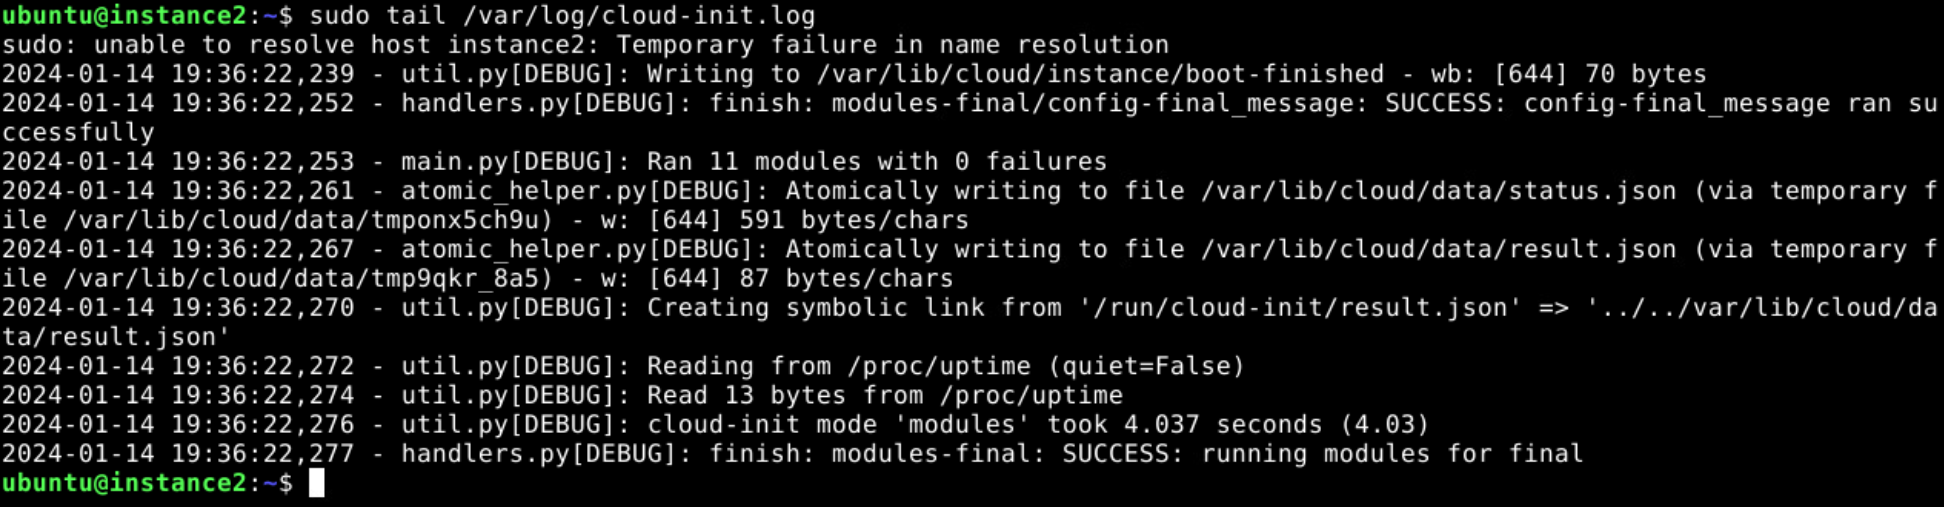 ubuntu@instance2:~$ sudo tail /var/log/cloud-init.log
sudo: unable to resolve host instance2: Temporary failure in name resolution
2024-01-14 19:36:22,239 - util.py[DEBUG]: Writing to /var/lib/cloud/instance/boot-finished - wb: [644] 70 bytes
2024-01-14 19:36:22,252 - handlers.py[DEBUG]: finish: modules-final/config-final_message: SUCCESS: config-final_message ran su
ccessfully
2024-01-14 19:36:22,253 - main.py[DEBUG]: Ran 11 modules with 0 failures
2024-01-14 19:36:22,261 - atomic_helper.py[DEBUG]: Atomically writing to file /var/lib/cloud/data/status.json (via temporary f
ile /var/lib/cloud/data/tmponx5ch9u) - w: [644] 591 bytes/chars
2024-01-14 19:36:22,267 - atomic_helper.py[DEBUG]: Atomically writing to file /var/lib/cloud/data/result.json (via temporary f
ile /var/lib/cloud/data/tmp9qkr_8a5) - w: [644] 87 bytes/chars
2024-01-14 19:36:22,270 - util.py[DEBUG]: Creating symbolic link from '/run/cloud-init/result.json' => '../../var/lib/cloud/da
ta/result.json'
2024-01-14 19:36:22,272 - util.py[DEBUG]: Reading from /proc/uptime (quiet=False)
2024-01-14 19:36:22,274 - util.py[DEBUG]: Read 13 bytes from /proc/uptime
2024-01-14 19:36:22,276 - util.py[DEBUG]: cloud-init mode 'modules' took 4.037 seconds (4.03)
2024-01-14 19:36:22,277 - handlers.py[DEBUG]: finish: modules-final: SUCCESS: running modules for final
ubuntu@instance2:~$